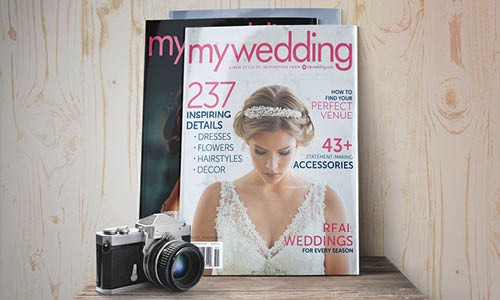 my
mywedding
A NEW STYLE OF INSPIRATION FROM mywedding.com
237
INSPIRING
DETAILS
• DRESSES
• FLOWERS
• HAIRSTYLES
• DÉCOR
HOW TO
FIND YOUR
PERFECT
VENUE
43+
STATEMENT-MAKING
ACCESSORIES
REAL
WEDDINGS
FOR EVERY SEASON